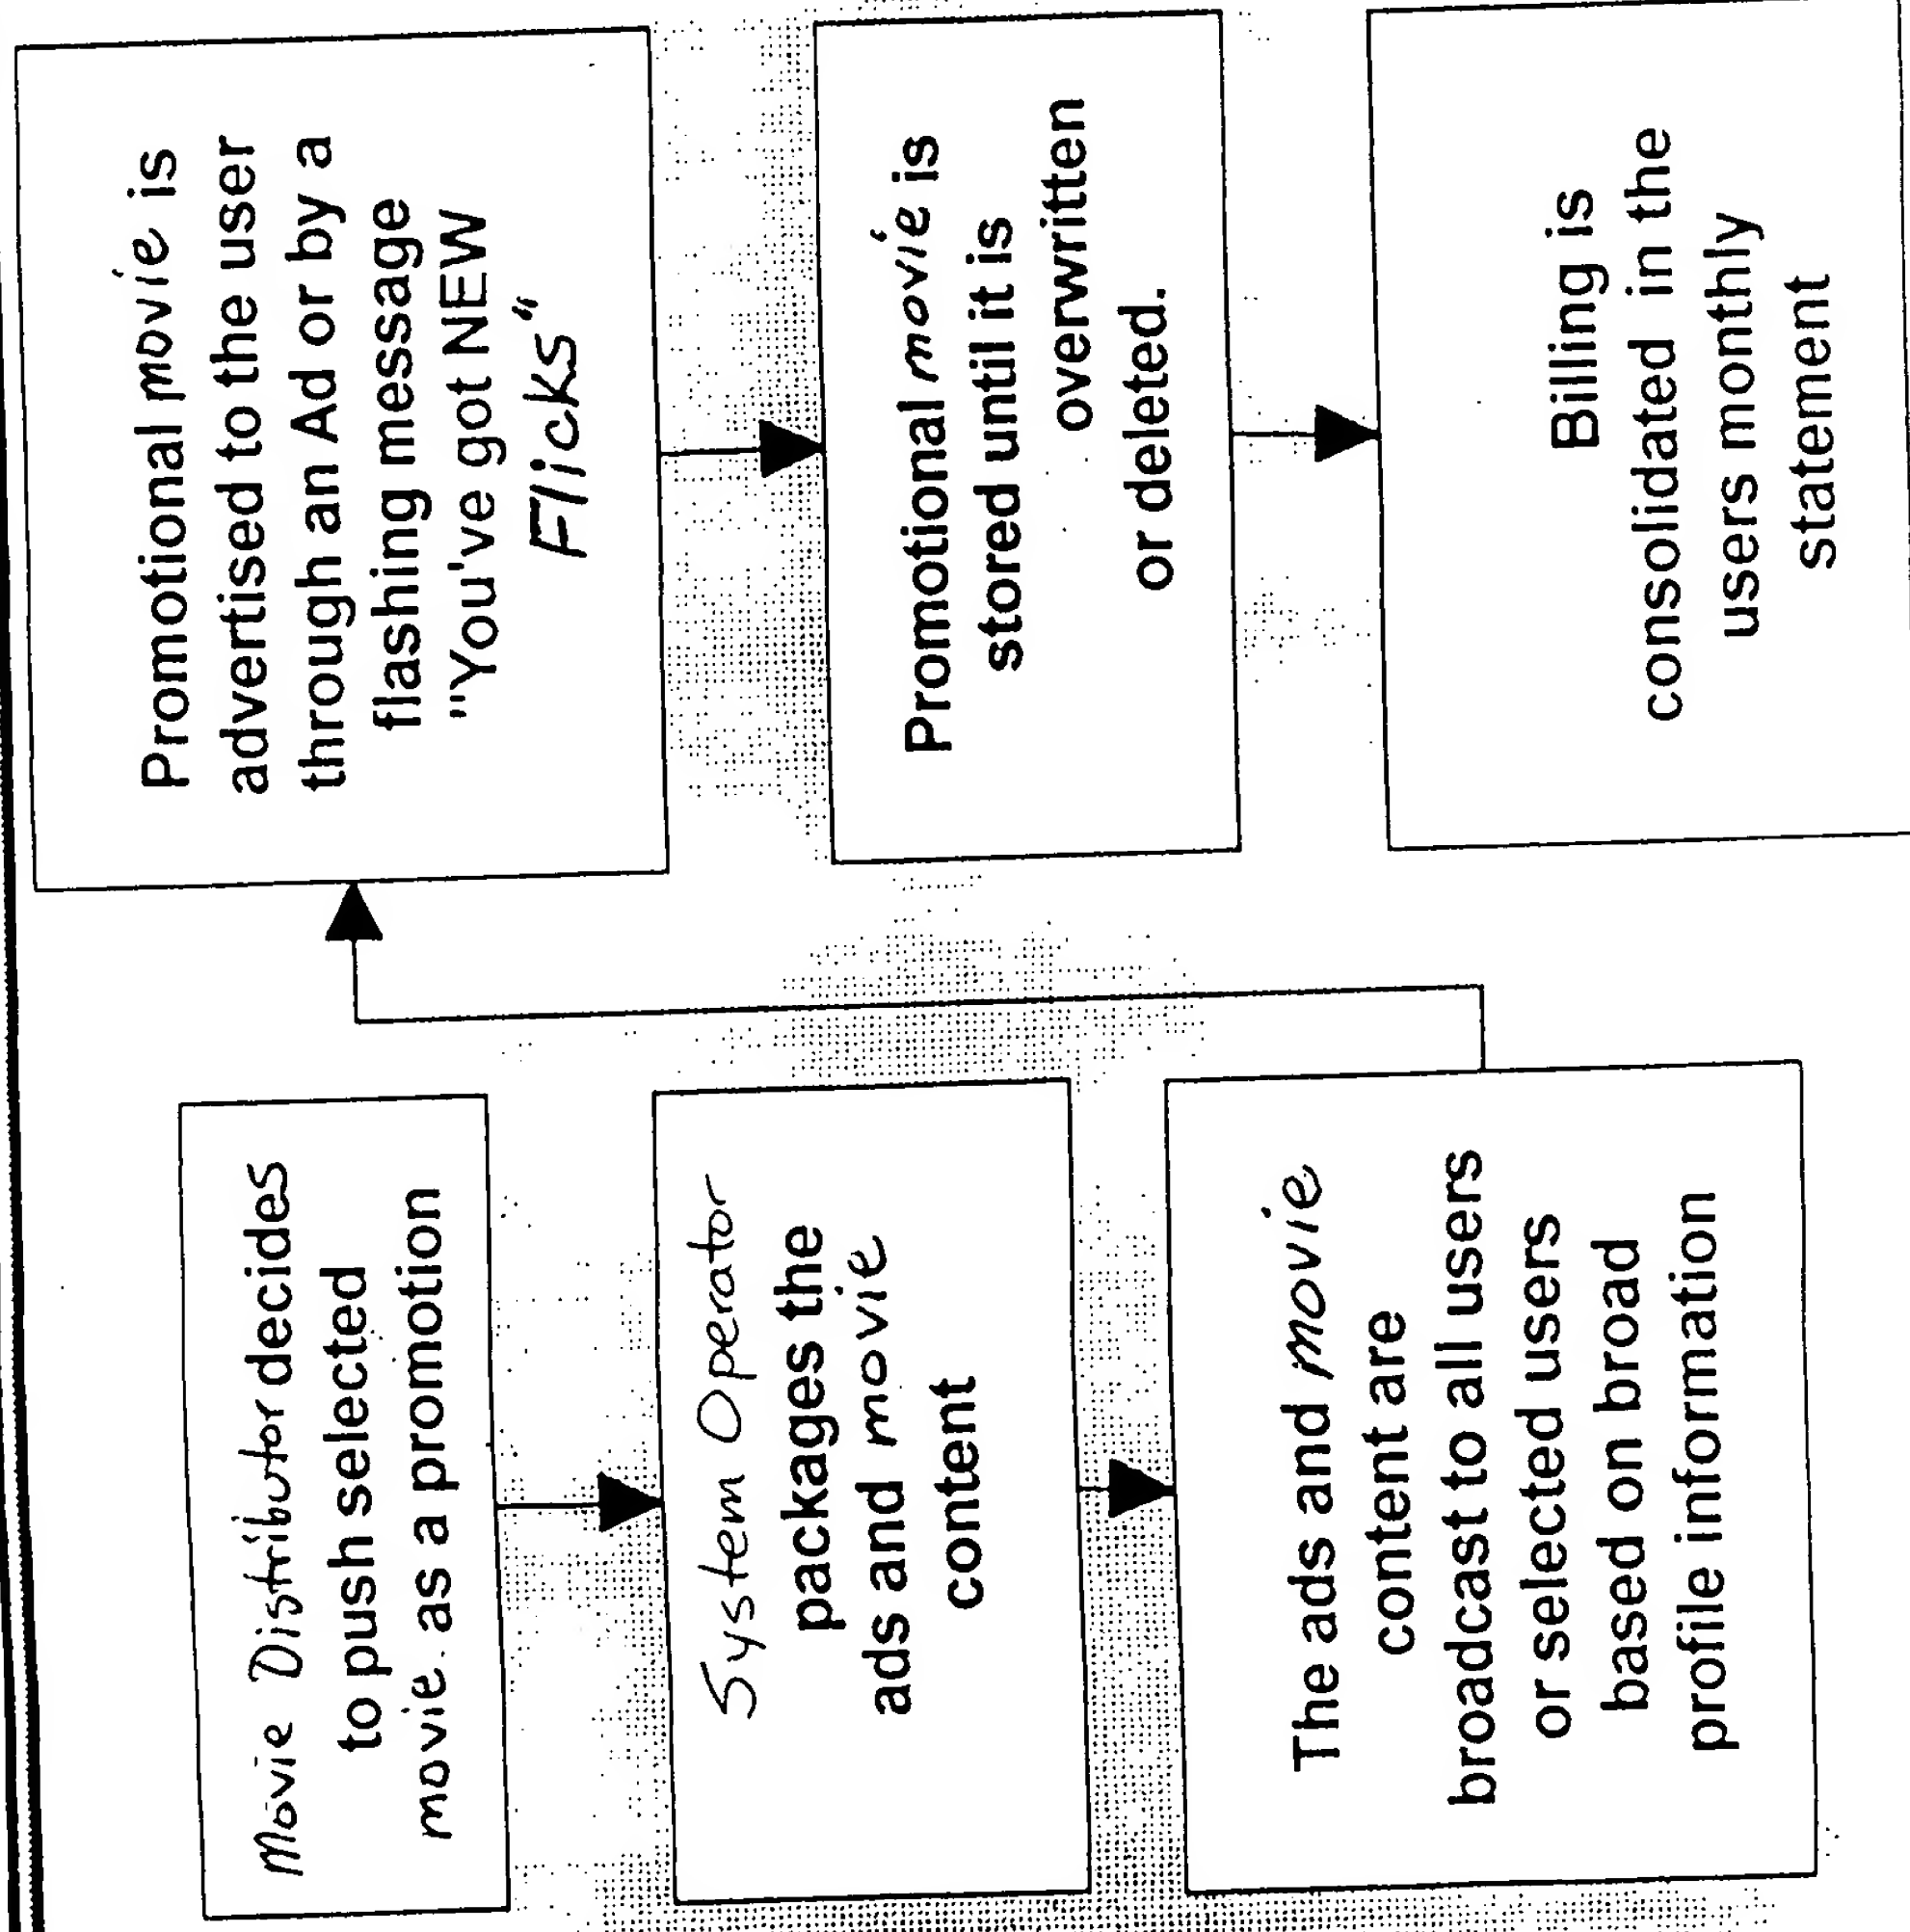 Movie Distributor decides
to push selected
movie. as a promotion
System Operator
packages the
ads and movie
content
The ads and movie
content are
broadcast to all users
or selected users
based on broad
profile information
Promotional movie is
advertised to the user
through an Ad or by a
flashing message
"You've got NEW
Flicks"
Promotional movie is
stored until it is
overwritten
or deleted.
Billing is
consolidated in the
users monthly
statement